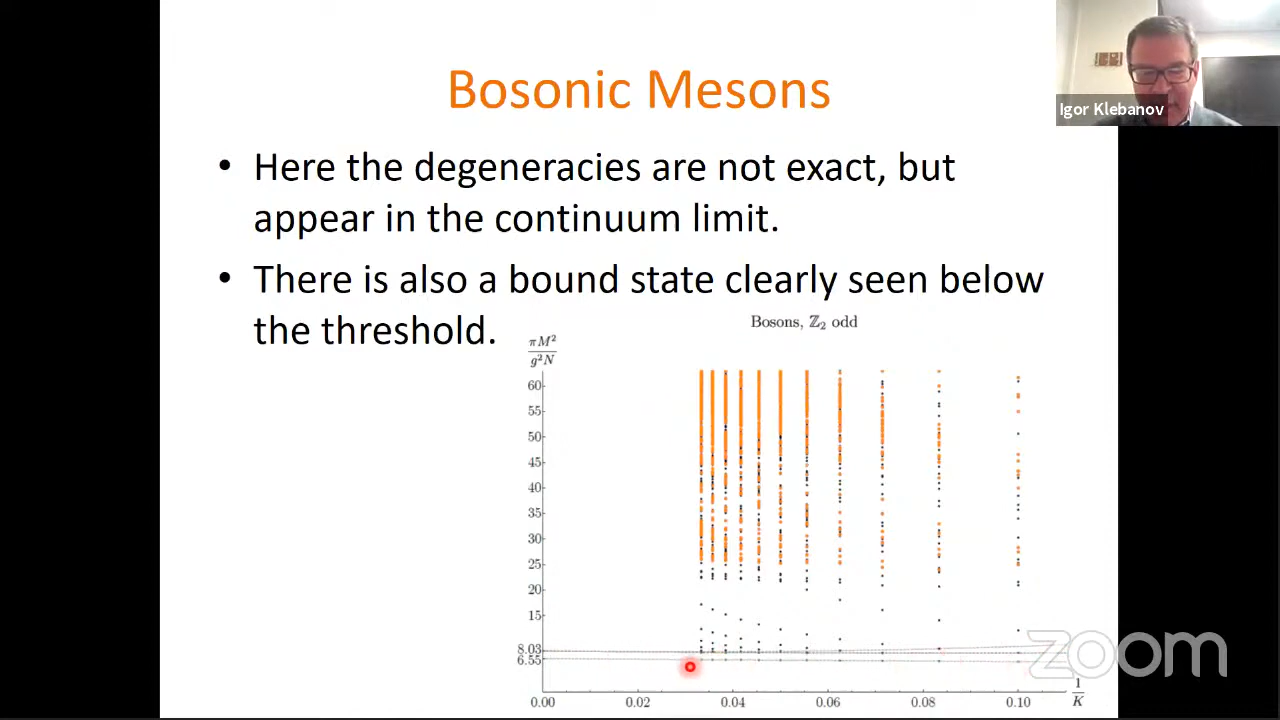 Bosonic Mesons
Igor Klebanov
• Here the degeneracies are not exact, but
appear in the continuum limit.
• There is also a bound state clearly seen below
the threshold.
Bosons, ℤ₂ odd
πM²
g²N
60
55
50
45
40
35
30
25
20
15
8.03
6.55
0.00 0.02 0.04 0.06 0.08 0.10
1
K
zoom